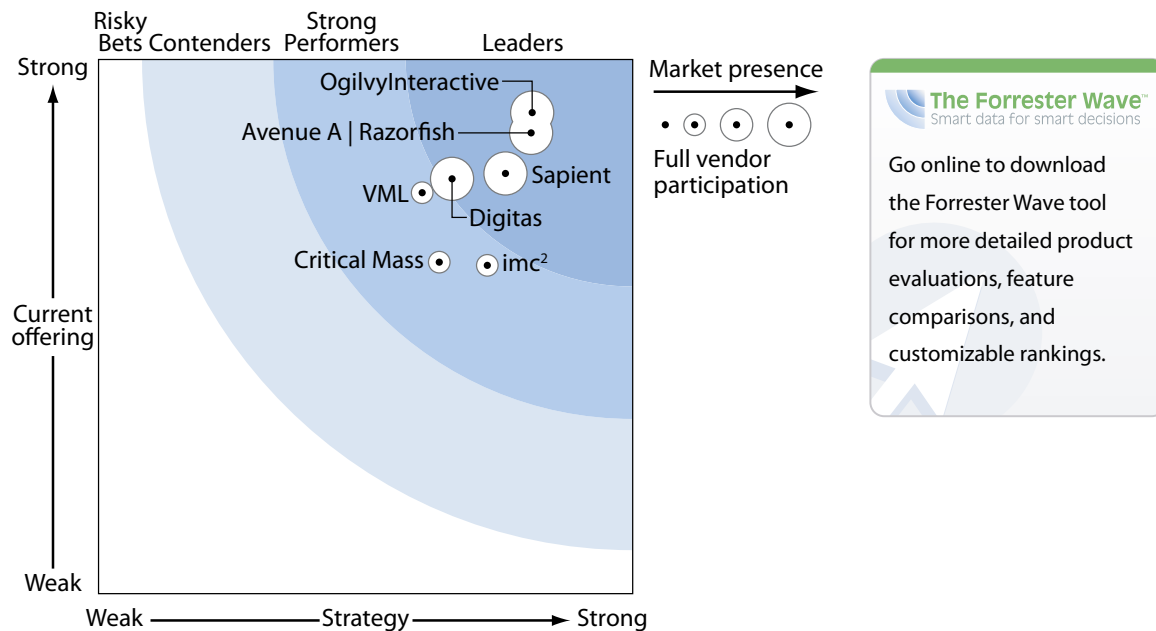 Risky
Bets
Contenders
Strong
Performers
Leaders
Strong
OgilvyInteractive
Avenue A | Razorfish
Sapient
VML
Digitas
Critical Mass
imc²
Current
offering
Weak
Weak
Strategy
Strong
Market presence
Full vendor
participation
The Forrester Wave™
Smart data for smart decisions
Go online to download
the Forrester Wave tool
for more detailed product
evaluations, feature
comparisons, and
customizable rankings.